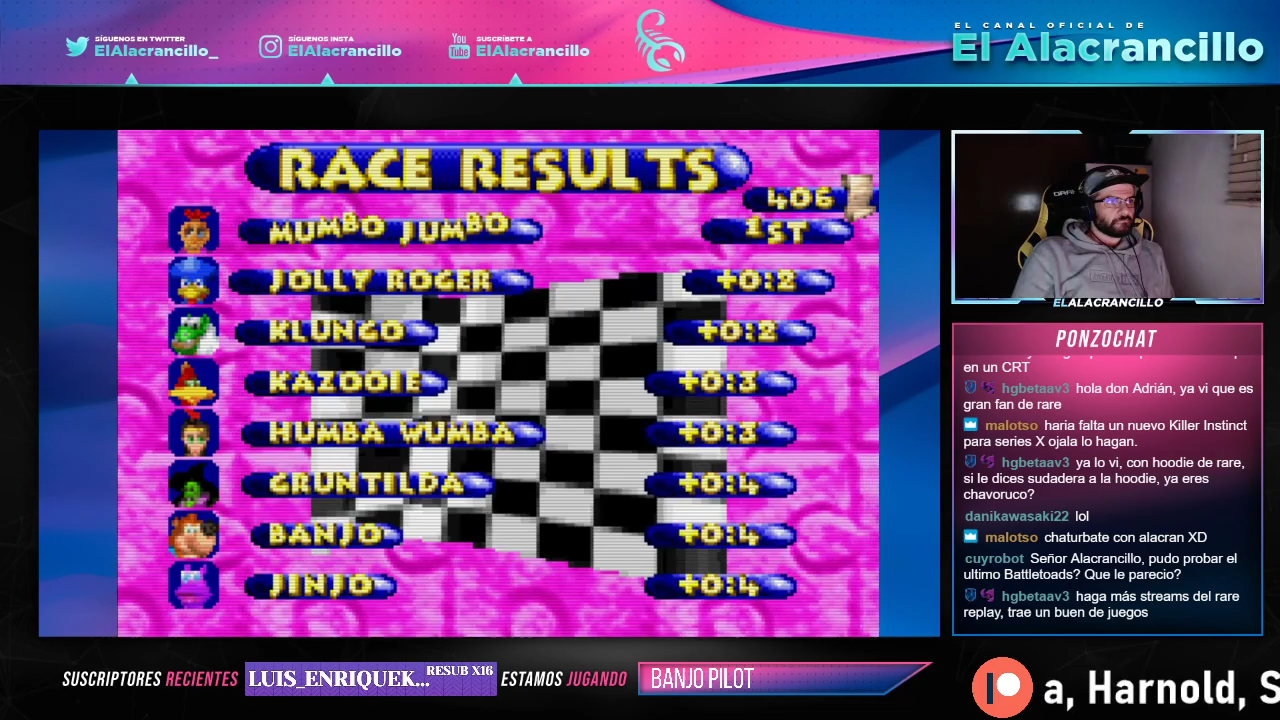 SÍGUENOS EN TWITTER
ElAlacrancillo_
SÍGUENOS INSTA
ElAlacrancillo
You Tube
SUSCRÍBETE A
ElAlacrancillo
EL CANAL OFICIAL DE
El Alacrancillo
RACE RESULTS
406
MUMBO JUMBO 1ST
JOLLY ROGER +0:2
KLUNGO +0:2
KAZOOIE +0:3
HUMBA WUMBA +0:3
GRUNTILDA +0:4
BANJO +0:4
JINJO +0:4
ELALACRANCILLO
PONZOCHAT
en un CRT
hgbetaav3 hola don Adrián, ya vi que es
gran fan de rare
malotso haria falta un nuevo Killer Instinct
para series X ojala lo hagan.
hgbetaav3 ya lo vi, con hoodie de rare,
si le dices sudadera a la hoodie, ya eres
chavoruco?
danikawasaki22 lol
malotso chaturbate con alacran XD
cuyrobot Señor Alacrancillo, pudo probar el
ultimo Battletoads? Que le parecio?
hgbetaav3 haga más streams del rare
replay, trae un buen de juegos
SUSCRIPTORES RECIENTES
LUIS_ENRIQUEK...
RESUB X16
ESTAMOS JUGANDO
BANJO PILOT
a, Harnold, S